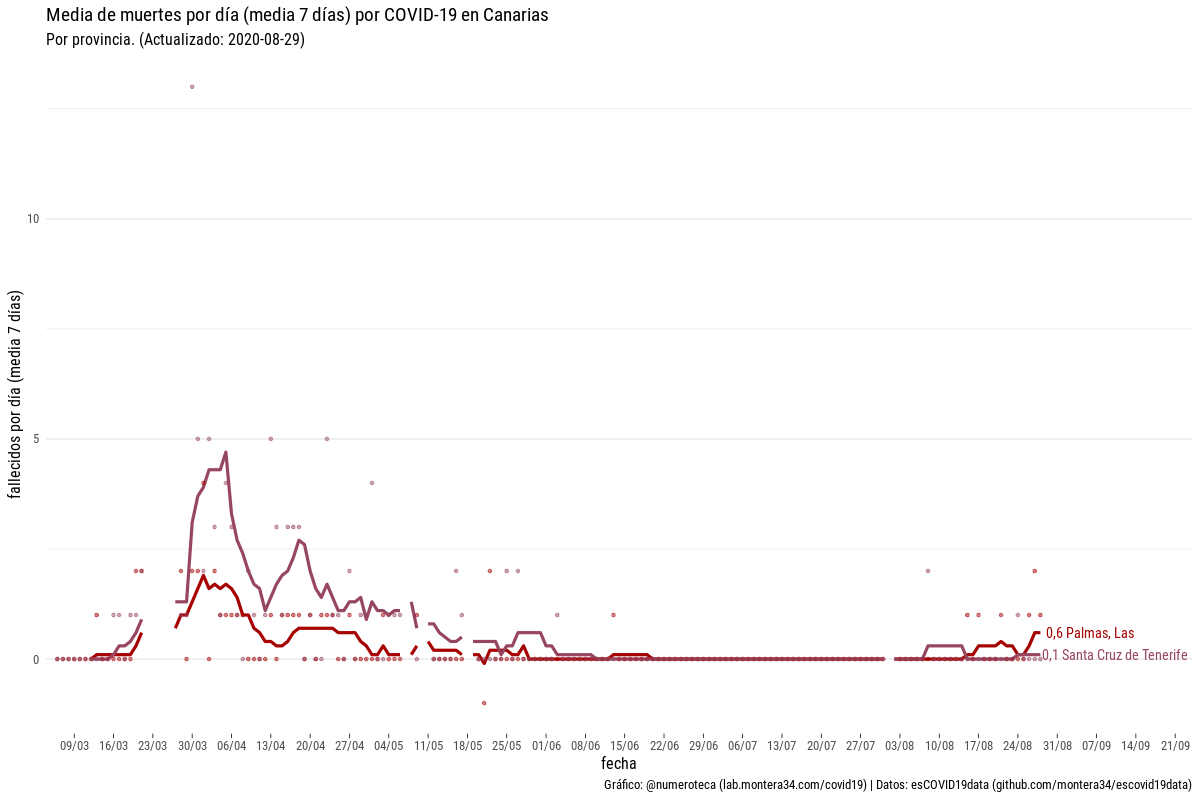 Media de muertes por día (media 7 días) por COVID-19 en Canarias
Por provincia. (Actualizado: 2020-08-29)
fallecidos por día (media 7 días)
10
5
0
0,6 Palmas, Las
0,1 Santa Cruz de Tenerife
09/03 16/03 23/03 30/03 06/04 13/04 20/04 27/04 04/05 11/05 18/05 25/05 01/06 08/06 15/06 22/06 29/06 06/07 13/07 20/07 27/07 03/08 10/08 17/08 24/08 31/08 07/09 14/09 21/09
fecha
Gráfico: @numeroteca (lab.montera34.com/covid19) | Datos: esCOVID19data (github.com/montera34/escovid19data)